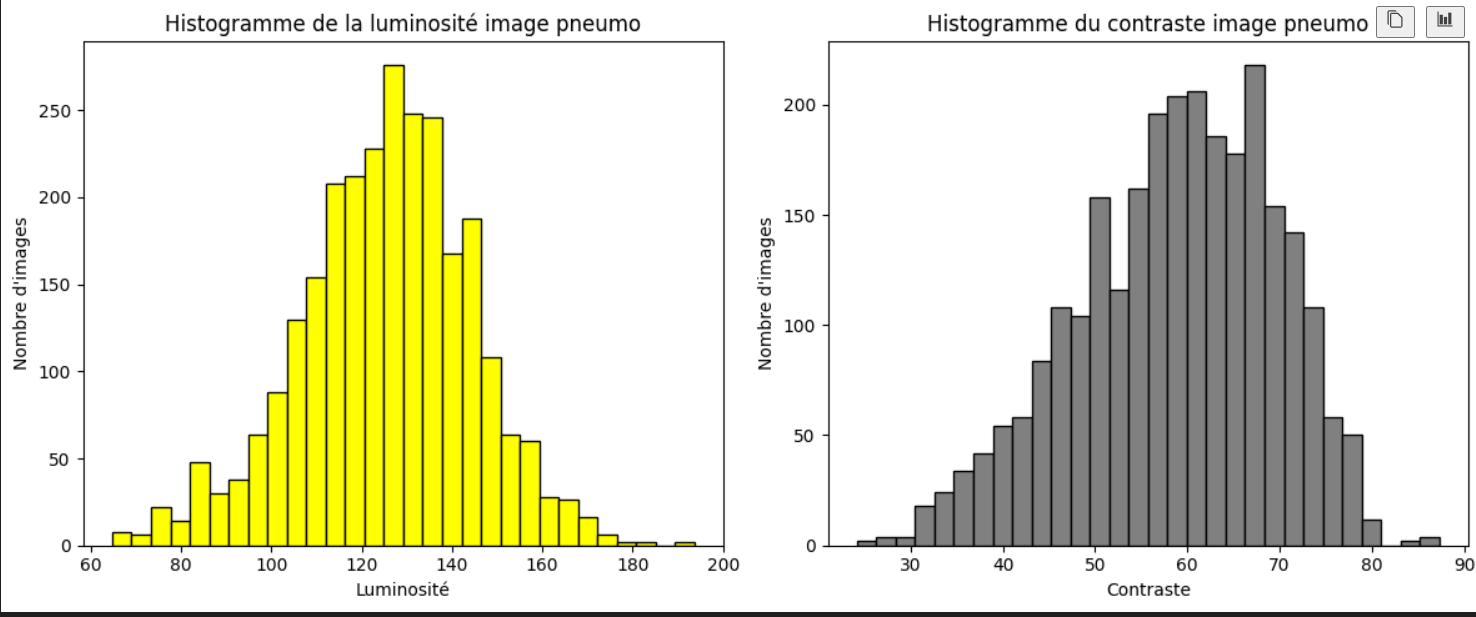 Histogramme de la luminosité image pneumo
Nombre d'images
250
200
150
100
50
0
60 80 100 120 140 160 180 200
Luminosité
Histogramme du contraste image pneumo
Nombre d'images
200
150
100
50
0
30 40 50 60 70 80 90
Contraste